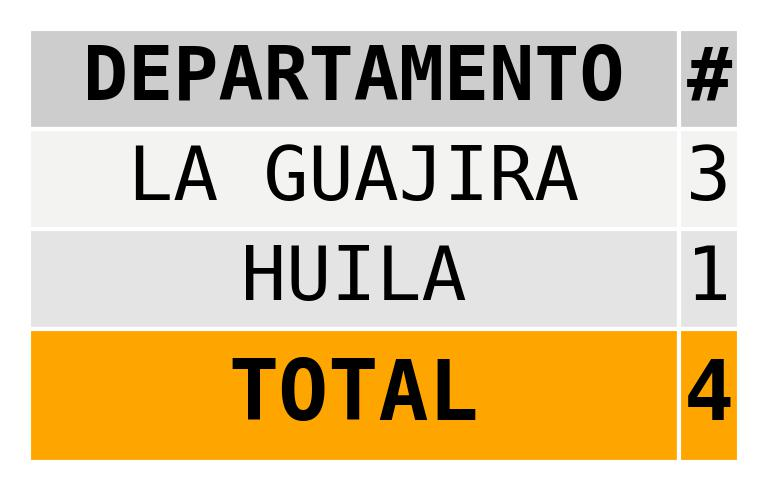 DEPARTAMENTO #
LA GUAJIRA 3
HUILA 1
TOTAL 4